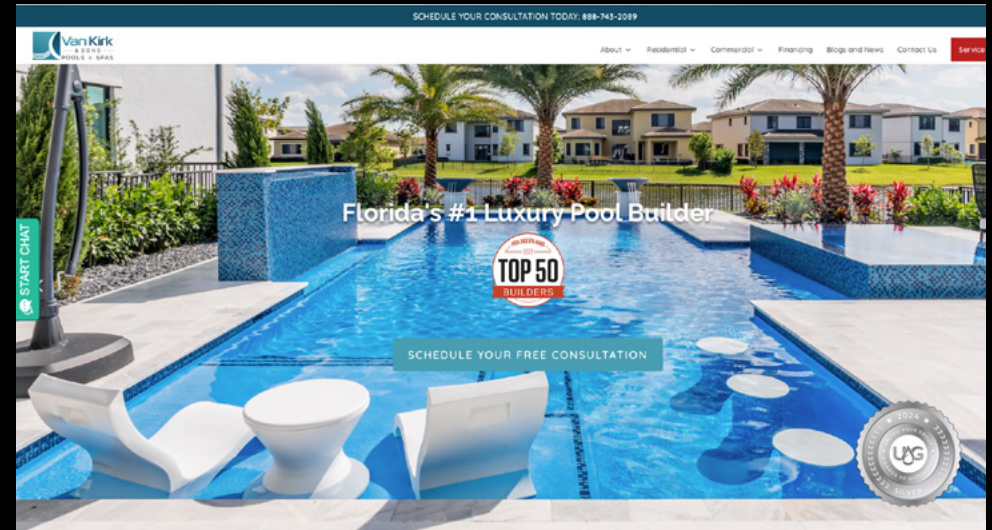 SCHEDULE YOUR CONSULTATION TODAY: 888-743-2089
Van Kirk
& SONS
POOLS & SPAS
About
Residential
Commercial
Financing
Blogs and News
Contact Us
Service
Florida's #1 Luxury Pool Builder
TOP 50
BUILDERS
START CHAT
SCHEDULE YOUR FREE CONSULTATION
2024
UAG
SILVER